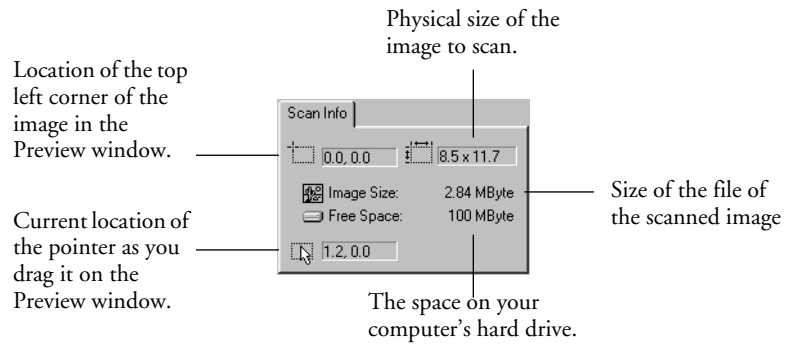 Physical size of the
image to scan.
Location of the top
left corner of the
image in the
Preview window.
Scan Info
0.0, 0.0
8.5 x 11.7
Image Size: 2.84 MByte
Free Space: 100 MByte
Size of the file of
the scanned image
Current location of
the pointer as you
drag it on the
Preview window.
1.2, 0.0
The space on your
computer's hard drive.